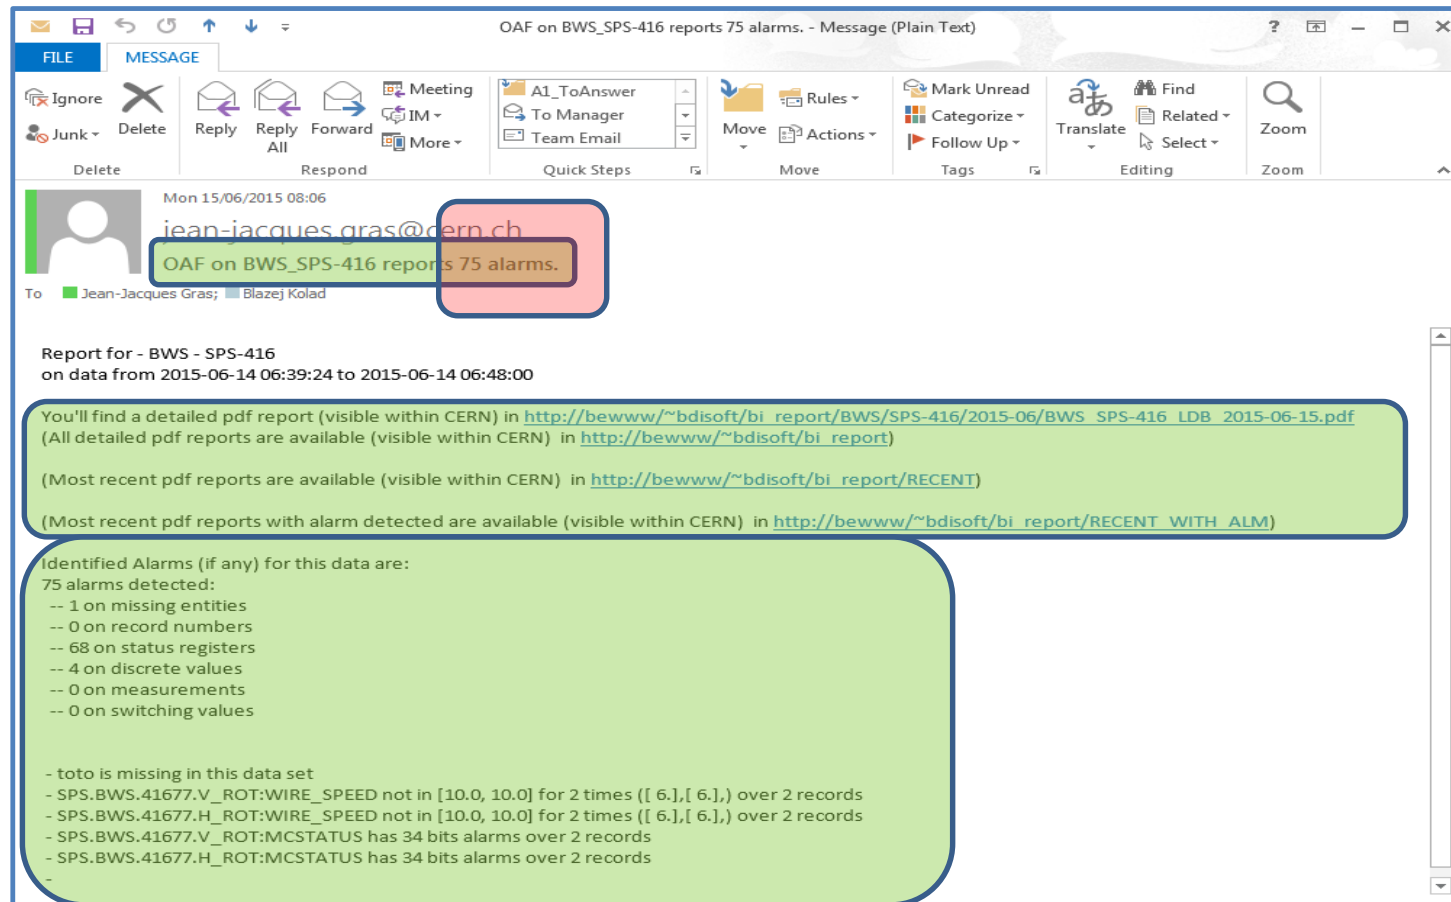 OAF on BWS_SPS-416 reports 75 alarms. - Message (Plain Text)
FILE MESSAGE
Ignore
Junk
Delete
Reply
Reply All
Forward
Meeting
IM
More
A1_ToAnswer
To Manager
Team Email
Move
Rules
Actions
Mark Unread
Categorize
Follow Up
Translate
Find
Related
Select
Zoom
Delete Respond Quick Steps Move Tags Editing Zoom
Mon 15/06/2015 08:06
jean-jacques.gras@cern.ch
OAF on BWS_SPS-416 reports 75 alarms.
To Jean-Jacques Gras; Blazej Kolad
Report for - BWS - SPS-416
on data from 2015-06-14 06:39:24 to 2015-06-14 06:48:00
You'll find a detailed pdf report (visible within CERN) in http://bewww/~bdisoft/bi_report/BWS/SPS-416/2015-06/BWS_SPS-416_LDB_2015-06-15.pdf
(All detailed pdf reports are available (visible within CERN) in http://bewww/~bdisoft/bi_report)
(Most recent pdf reports are available (visible within CERN) in http://bewww/~bdisoft/bi_report/RECENT)
(Most recent pdf reports with alarm detected are available (visible within CERN) in http://bewww/~bdisoft/bi_report/RECENT_WITH_ALM)
Identified Alarms (if any) for this data are:
75 alarms detected:
-- 1 on missing entities
-- 0 on record numbers
-- 68 on status registers
-- 4 on discrete values
-- 0 on measurements
-- 0 on switching values
- toto is missing in this data set
- SPS.BWS.41677.V_ROT:WIRE_SPEED not in [10.0, 10.0] for 2 times ([ 6.],[ 6.],) over 2 records
- SPS.BWS.41677.H_ROT:WIRE_SPEED not in [10.0, 10.0] for 2 times ([ 6.],[ 6.],) over 2 records
- SPS.BWS.41677.V_ROT:MCSTATUS has 34 bits alarms over 2 records
- SPS.BWS.41677.H_ROT:MCSTATUS has 34 bits alarms over 2 records
-